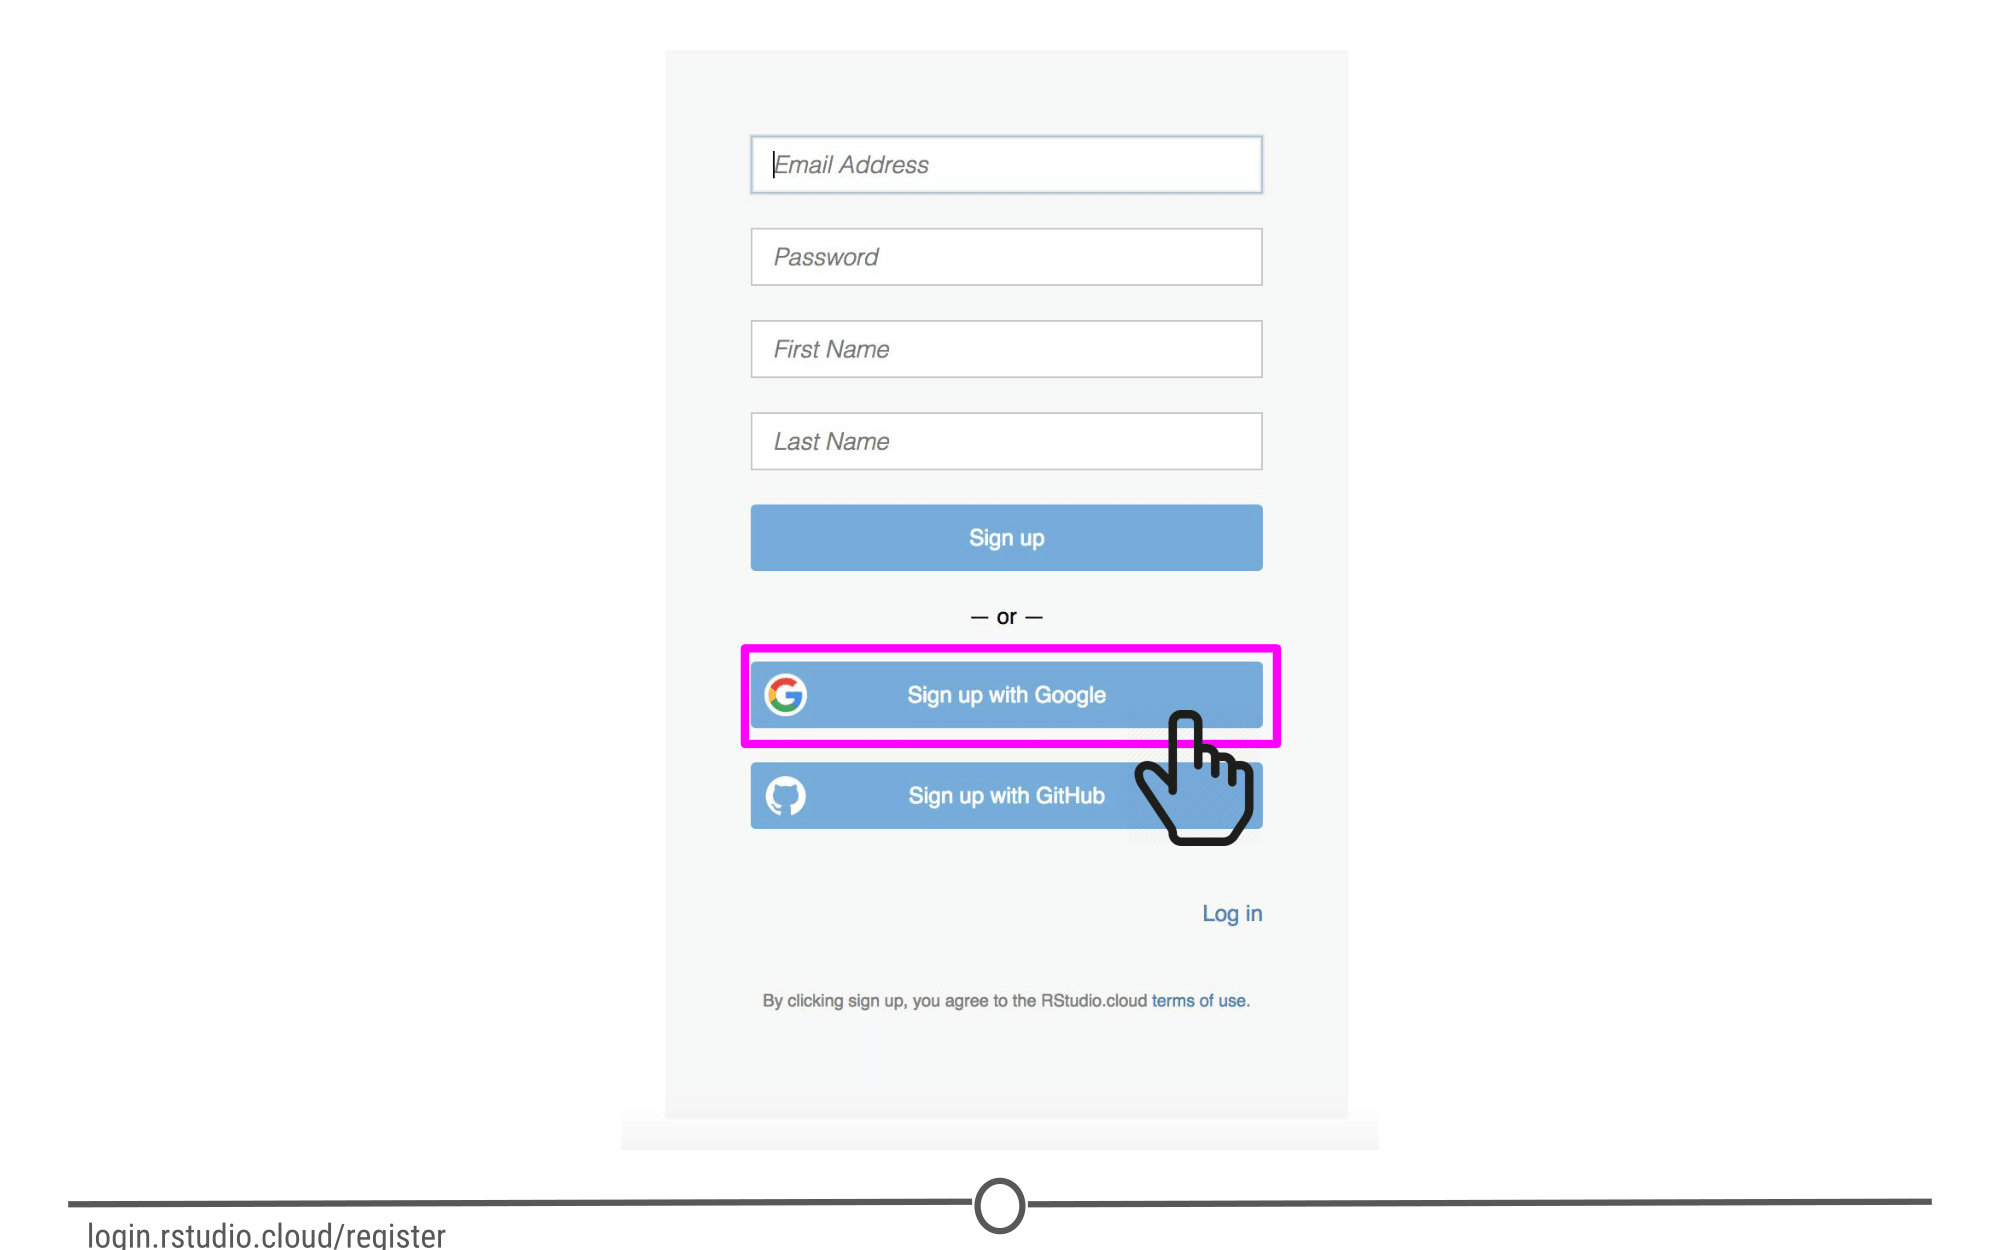 Email Address
Password
First Name
Last Name
Sign up
— or —
Sign up with Google
Sign up with GitHub
Log in
By clicking sign up, you agree to the RStudio.cloud terms of use.
login.rstudio.cloud/register